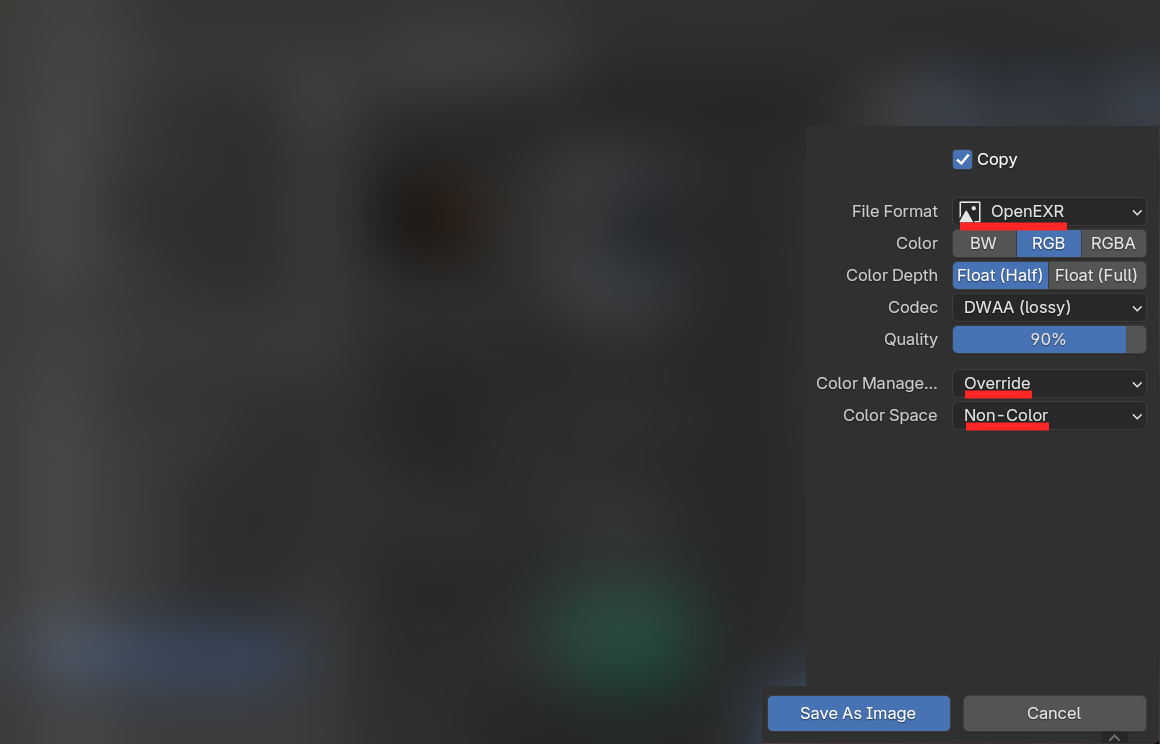 Copy
File Format OpenEXR
Color BW RGB RGBA
Color Depth Float (Half) Float (Full)
Codec DWAA (lossy)
Quality 90%
Color Manage... Override
Color Space Non-Color
Save As Image Cancel